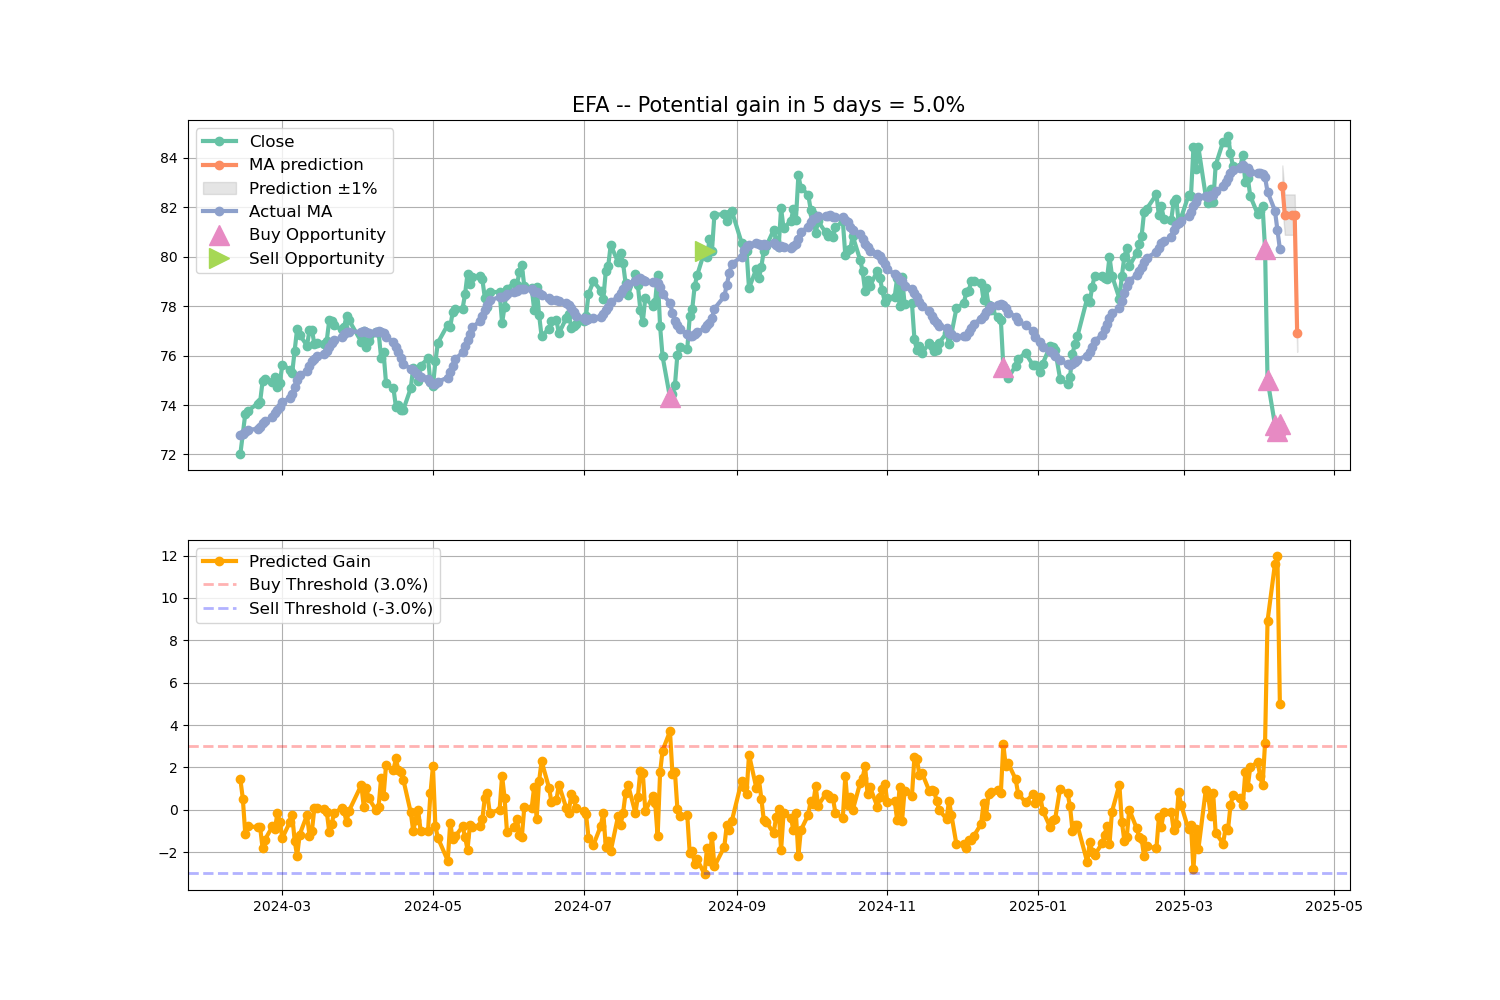 EFA -- Potential gain in 5 days = 5.0%
Close
MA prediction
Prediction ±1%
Actual MA
Buy Opportunity
Sell Opportunity
84
82
80
78
76
74
72
Predicted Gain
Buy Threshold (3.0%)
Sell Threshold (-3.0%)
12
10
8
6
4
2
0
−2
2024-03
2024-05
2024-07
2024-09
2024-11
2025-01
2025-03
2025-05